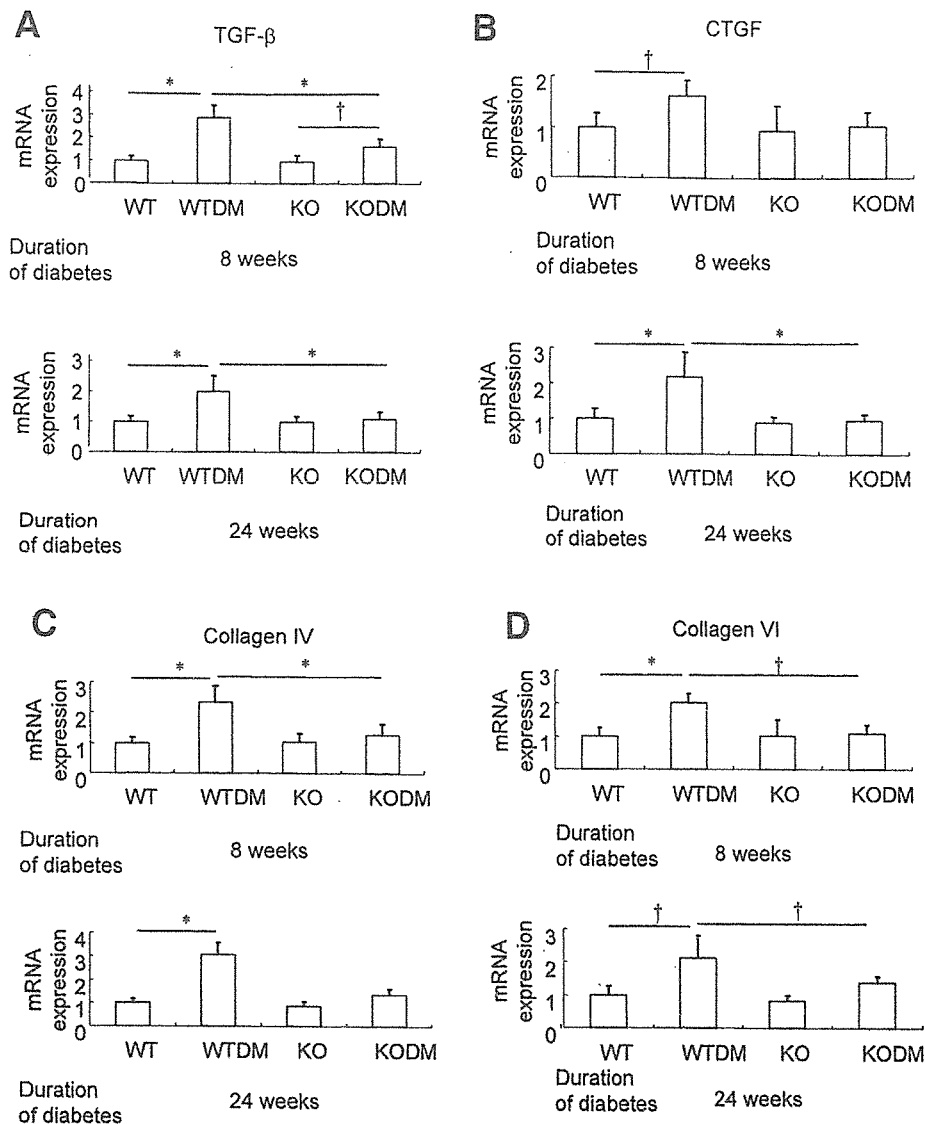 A
TGF-β
mRNA
expression
4
3
2
1
0
*
*
†
WT WTDM KO KODM
Duration
of diabetes
8 weeks
mRNA
expression
3
2
1
0
*
*
WT WTDM KO KODM
Duration
of diabetes
24 weeks
B
CTGF
mRNA
expression
2
1
0
†
WT WTDM KO KODM
Duration
of diabetes
8 weeks
mRNA
expression
3
2
1
0
*
*
WT WTDM KO KODM
Duration
of diabetes
24 weeks
C
Collagen IV
mRNA
expression
3
2
1
0
*
*
WT WTDM KO KODM
Duration
of diabetes
8 weeks
mRNA
expression
4
3
2
1
0
*
WT WTDM KO KODM
Duration
of diabetes
24 weeks
D
Collagen VI
mRNA
expression
3
2
1
0
*
†
WT WTDM KO KODM
Duration
of diabetes
8 weeks
mRNA
expression
3
2
1
0
†
†
WT WTDM KO KODM
Duration
of diabetes
24 weeks